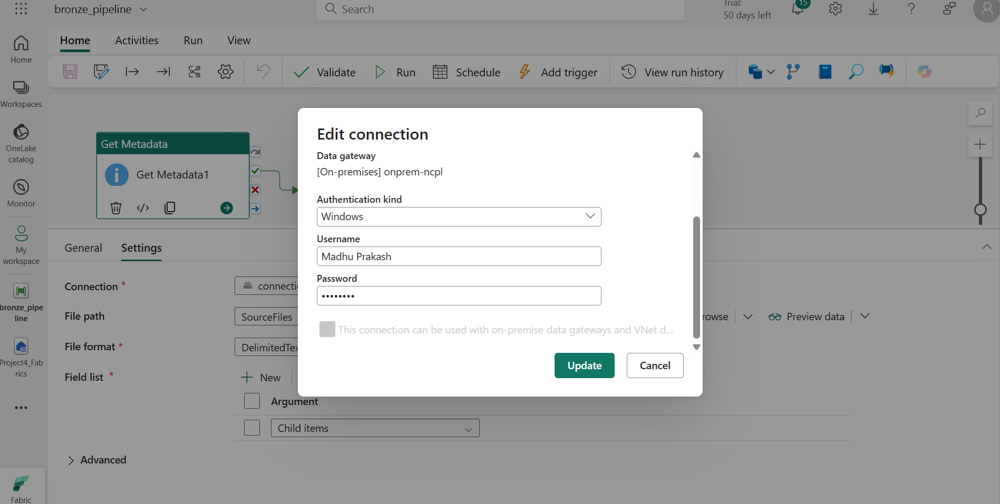 bronze_pipeline
Search
Trial:
50 days left
15
Home
Activities
Run
View
Validate
Run
Schedule
Add trigger
View run history
Home
Workspaces
OneLake
catalog
Monitor
My
workspace
bronze_pipe
line
Project4_Fab
rics
Fabric
Get Metadata
Get Metadata1
General
Settings
Connection *
connectio
File path
SourceFiles
rowse
Preview data
File format *
DelimitedTex
Field list *
New
Argument
Child items
Advanced
Edit connection
Data gateway
[On-premises] onprem-ncpl
Authentication kind
Windows
Username
Madhu Prakash
Password
••••••••
This connection can be used with on-premise data gateways and VNet d...
Update
Cancel